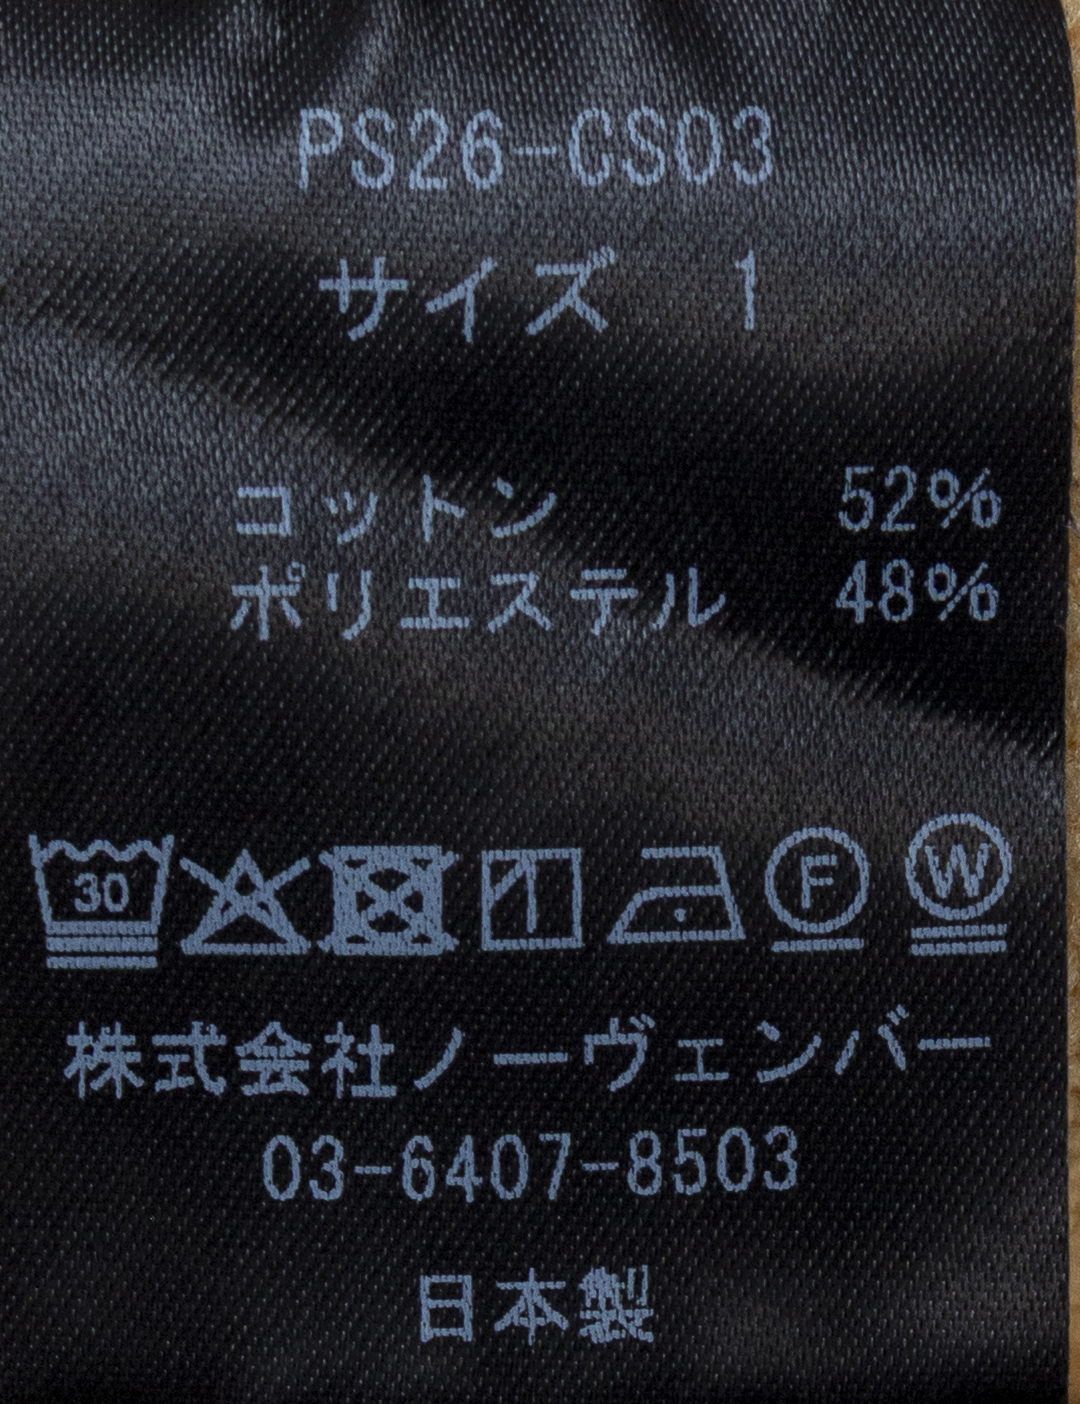 PS26-CS03
サイズ 1
コットン 52%
ポリエステル 48%
30 F W
株式会社ノーヴェンバー
03-6407-8503
日本製